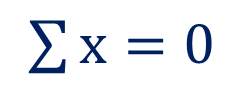 ∑ x = 0